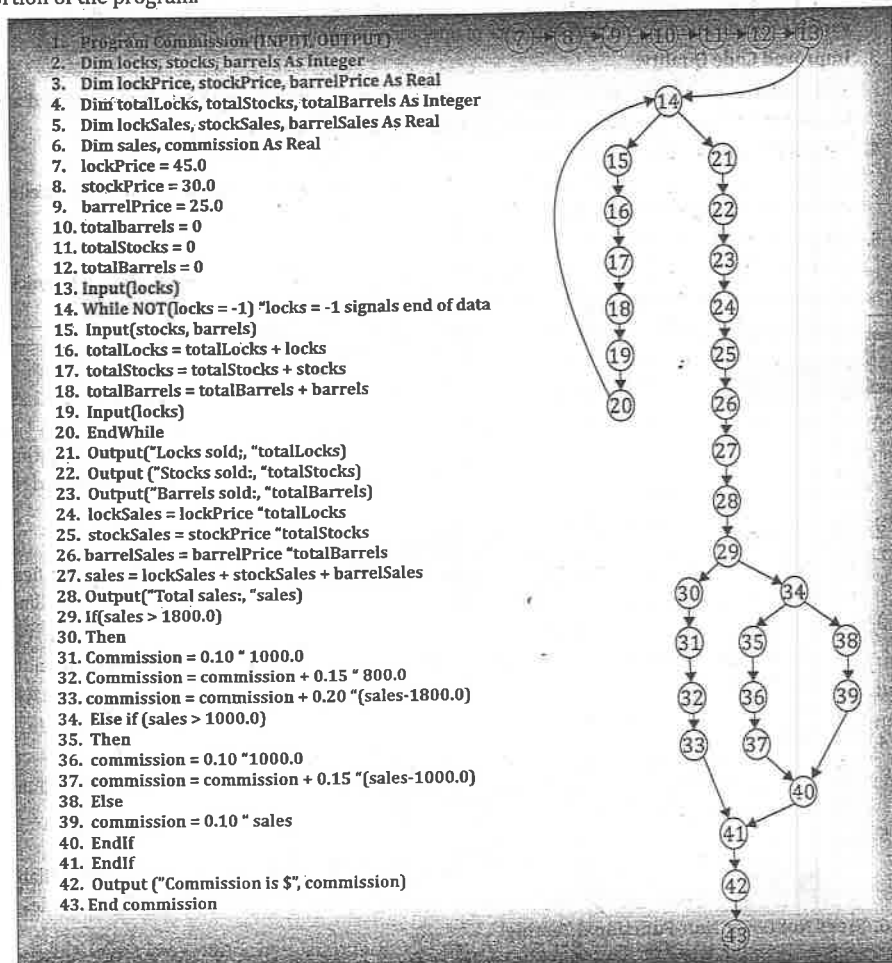 ortion of the program.
1. Program Commission (INPUT, OUTPUT)
2. Dim locks, stocks, barrels As Integer
3. Dim lockPrice, stockPrice, barrelPrice As Real
4. Dim totalLocks, totalStocks, totalBarrels As Integer
5. Dim lockSales, stockSales, barrelSales As Real
6. Dim sales, commission As Real
7. lockPrice = 45.0
8. stockPrice = 30.0
9. barrelPrice = 25.0
10. totalbarrels = 0
11. totalStocks = 0
12. totalBarrels = 0
13. Input(locks)
14. While NOT(locks = -1) "locks = -1 signals end of data
15. Input(stocks, barrels)
16. totalLocks = totalLocks + locks
17. totalStocks = totalStocks + stocks
18. totalBarrels = totalBarrels + barrels
19. Input(locks)
20. EndWhile
21. Output("Locks sold;, "totalLocks)
22. Output ("Stocks sold:, "totalStocks)
23. Output("Barrels sold:, "totalBarrels)
24. lockSales = lockPrice "totalLocks
25. stockSales = stockPrice "totalStocks
26. barrelSales = barrelPrice "totalBarrels
27. sales = lockSales + stockSales + barrelSales
28. Output("Total sales:, "sales)
29. If(sales > 1800.0)
30. Then
31. Commission = 0.10 " 1000.0
32. Commission = commission + 0.15 " 800.0
33. commission = commission + 0.20 "(sales-1800.0)
34. Else if (sales > 1000.0)
35. Then
36. commission = 0.10 "1000.0
37. commission = commission + 0.15 "(sales-1000.0)
38. Else
39. commission = 0.10 " sales
40. EndIf
41. EndIf
42. Output ("Commission is $", commission)
43. End commission
7 8 9 10 11 12 13
14
15 21
16 22
17 23
18 24
19 25
20 26
27
28
29
30 34
31 35 38
32 36 39
33 37
40
41
42
43